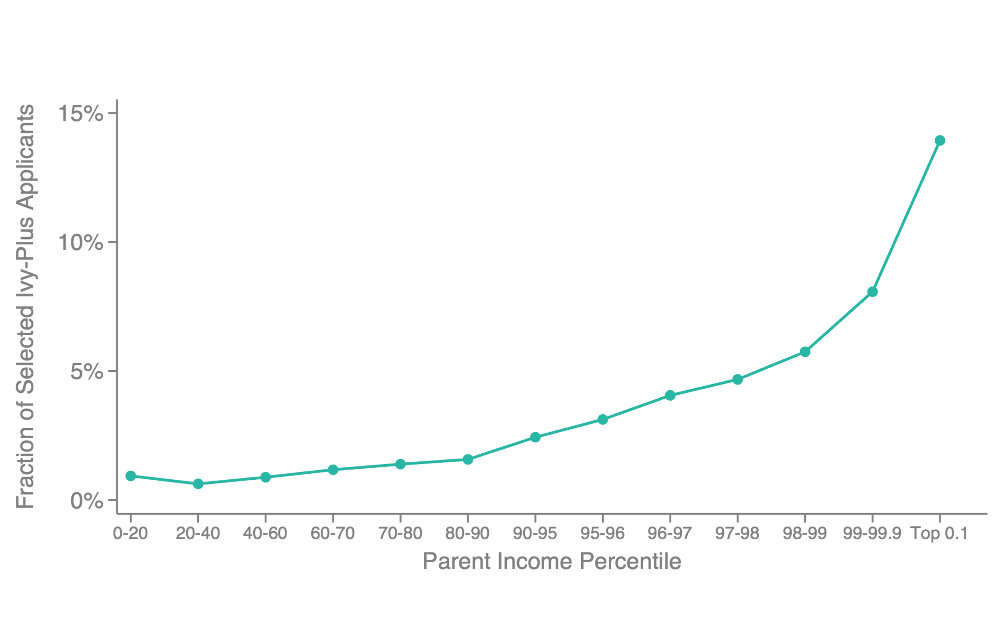 Fraction of Selected Ivy-Plus Applicants
15%
10%
5%
0%
0-20 20-40 40-60 60-70 70-80 80-90 90-95 95-96 96-97 97-98 98-99 99-99.9 Top 0.1
Parent Income Percentile